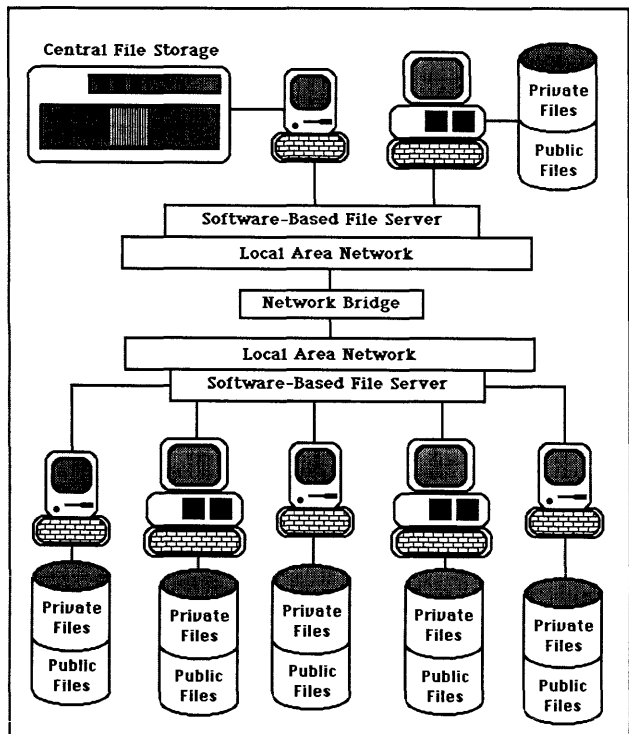 Central File Storage
Private
Files
Public
Files
Software-Based File Server
Local Area Network
Network Bridge
Local Area Network
Software-Based File Server
Private
Files
Public
Files
Private
Files
Public
Files
Private
Files
Public
Files
Private
Files
Public
Files
Private
Files
Public
Files